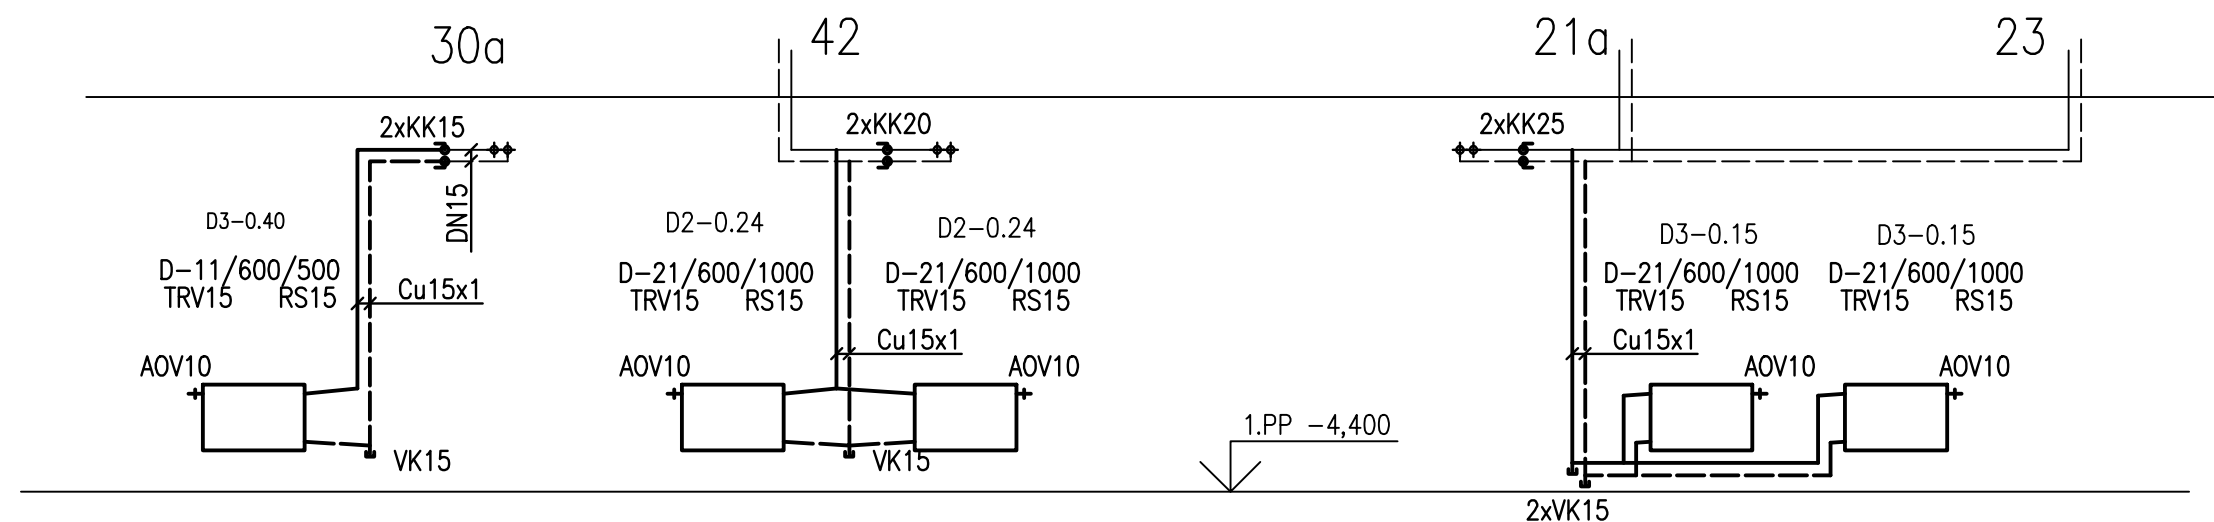 30a
42
21a
23
2xKK15
2xKK20
2xKK25
DN15
D3-0.40
D-11/600/500
TRV15 RS15
Cu15x1
AOV10
VK15
D2-0.24
D-21/600/1000
TRV15 RS15
D2-0.24
D-21/600/1000
TRV15 RS15
Cu15x1
AOV10
AOV10
VK15
1.PP -4,400
D3-0.15
D-21/600/1000
TRV15 RS15
D3-0.15
D-21/600/1000
TRV15 RS15
Cu15x1
AOV10
AOV10
2xVK15